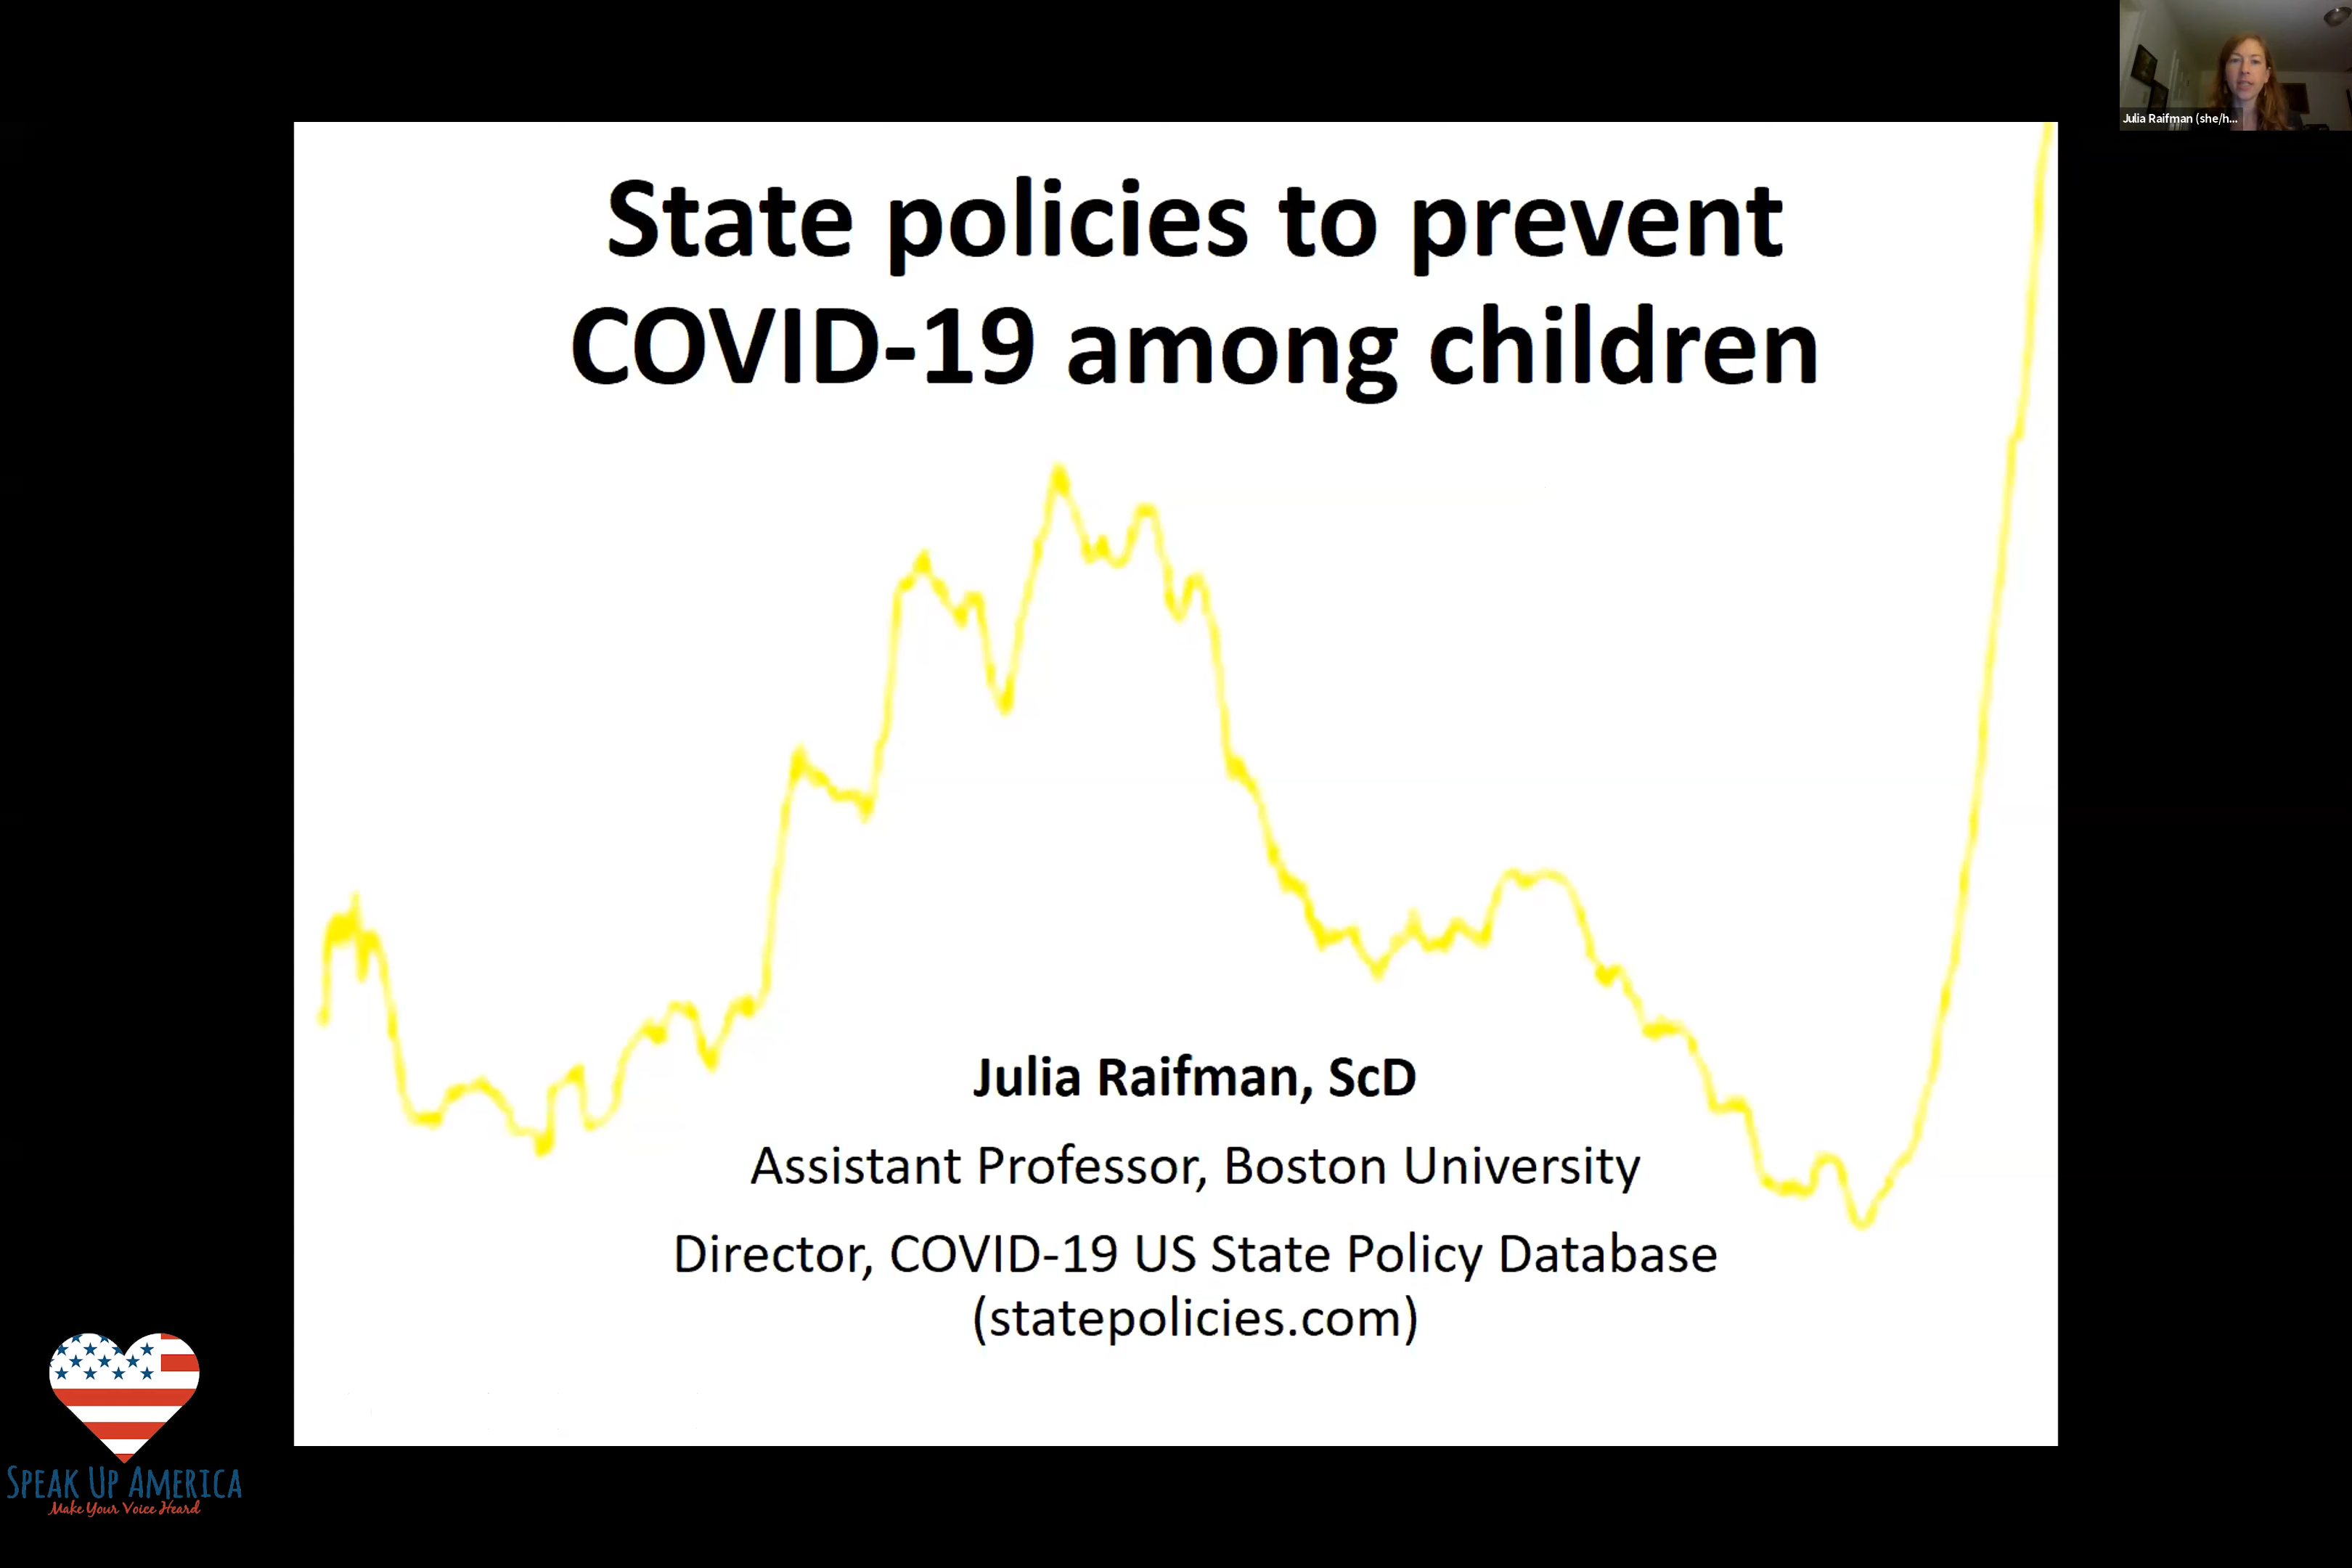 Julia Raifman (she/h...
State policies to prevent
COVID-19 among children
Julia Raifman, ScD
Assistant Professor, Boston University
Director, COVID-19 US State Policy Database
(statepolicies.com)
SPEAK UP AMERICA
Make Your Voice Heard